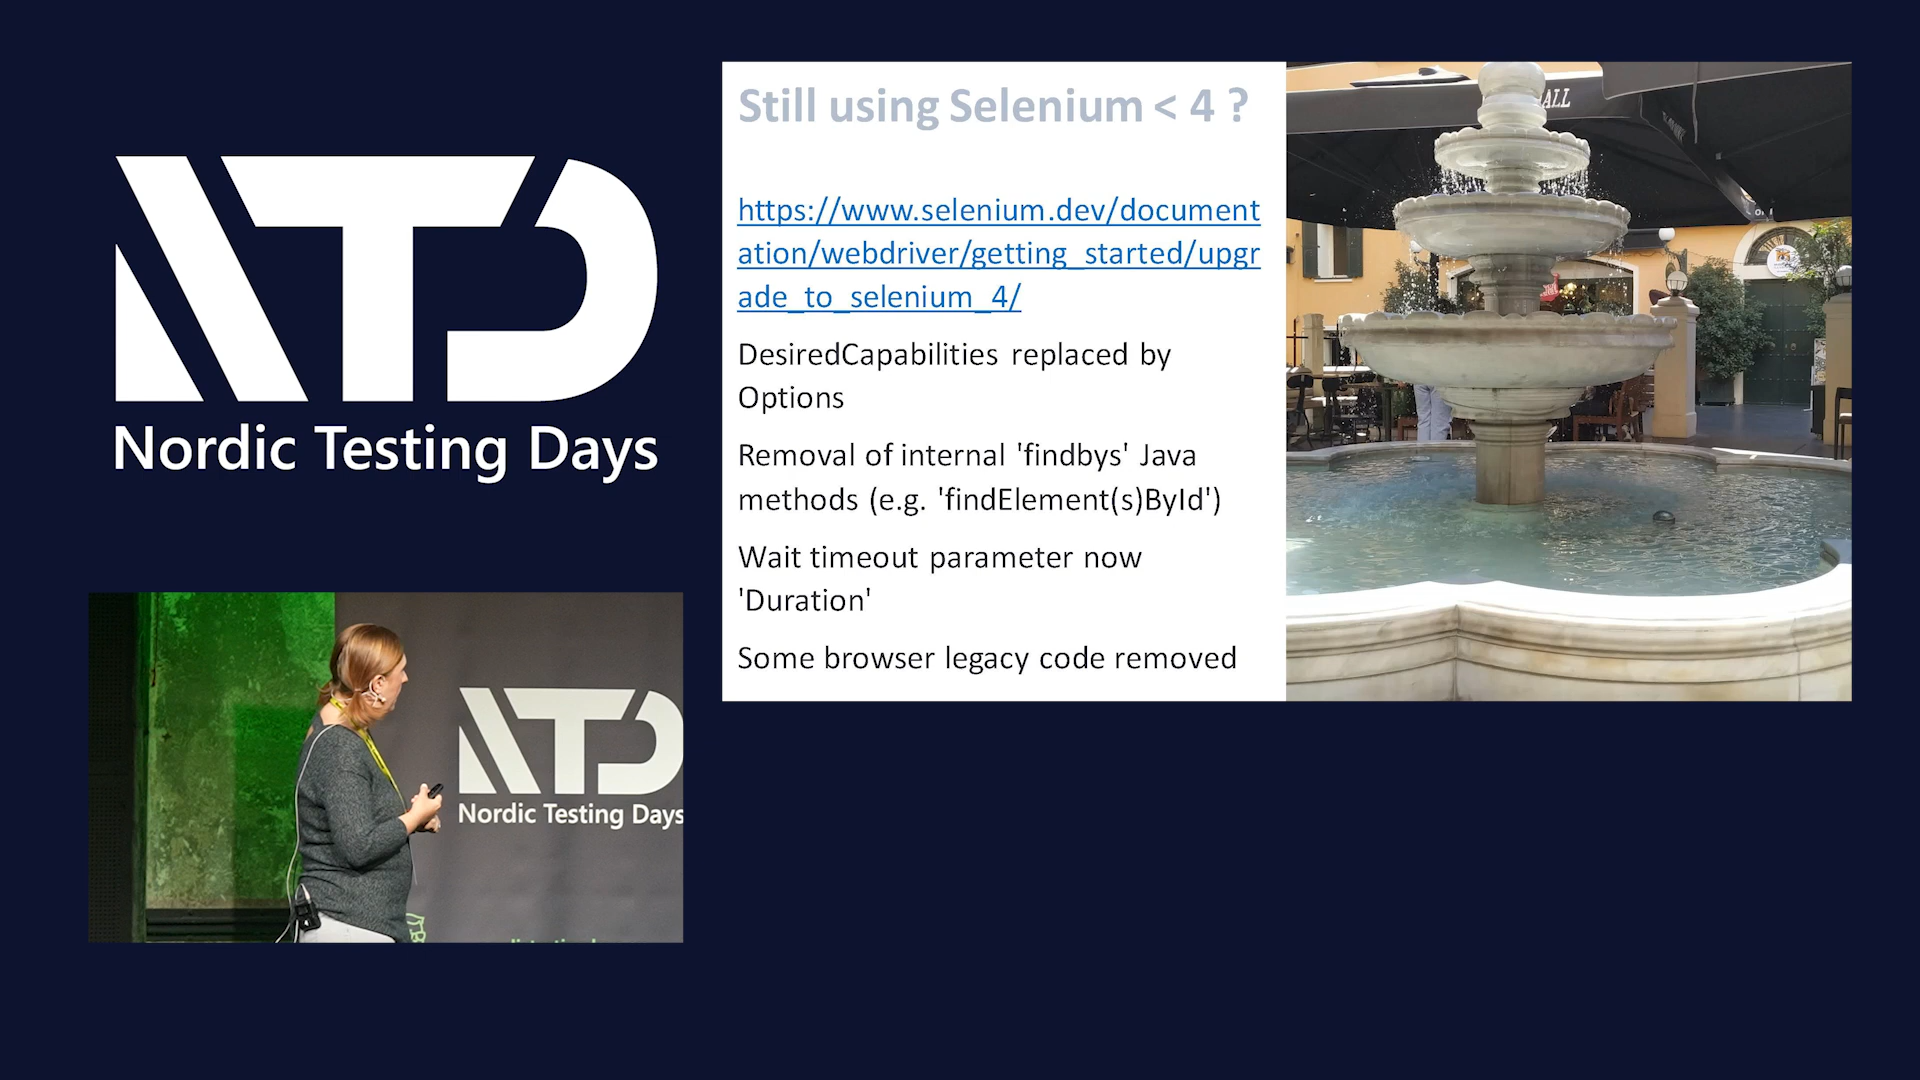 Nordic Testing Days
Still using Selenium < 4 ?
https://www.selenium.dev/document
ation/webdriver/getting_started/upgr
ade_to_selenium_4/
DesiredCapabilities replaced by
Options
Removal of internal 'findbys' Java
methods (e.g. 'findElement(s)ById')
Wait timeout parameter now
'Duration'
Some browser legacy code removed
ALL
NTD
Nordic Testing Days